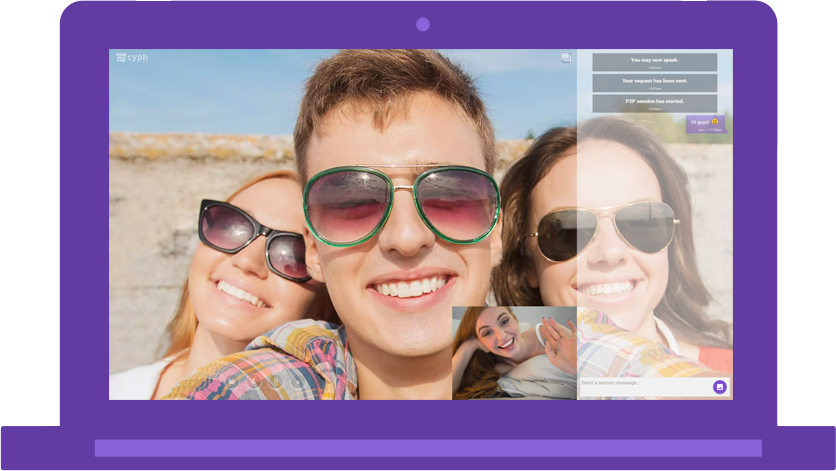 cyph
You may now speak.
Your request has been sent.
P2P session has started.
Hi guys! 😃
Send a secure message...